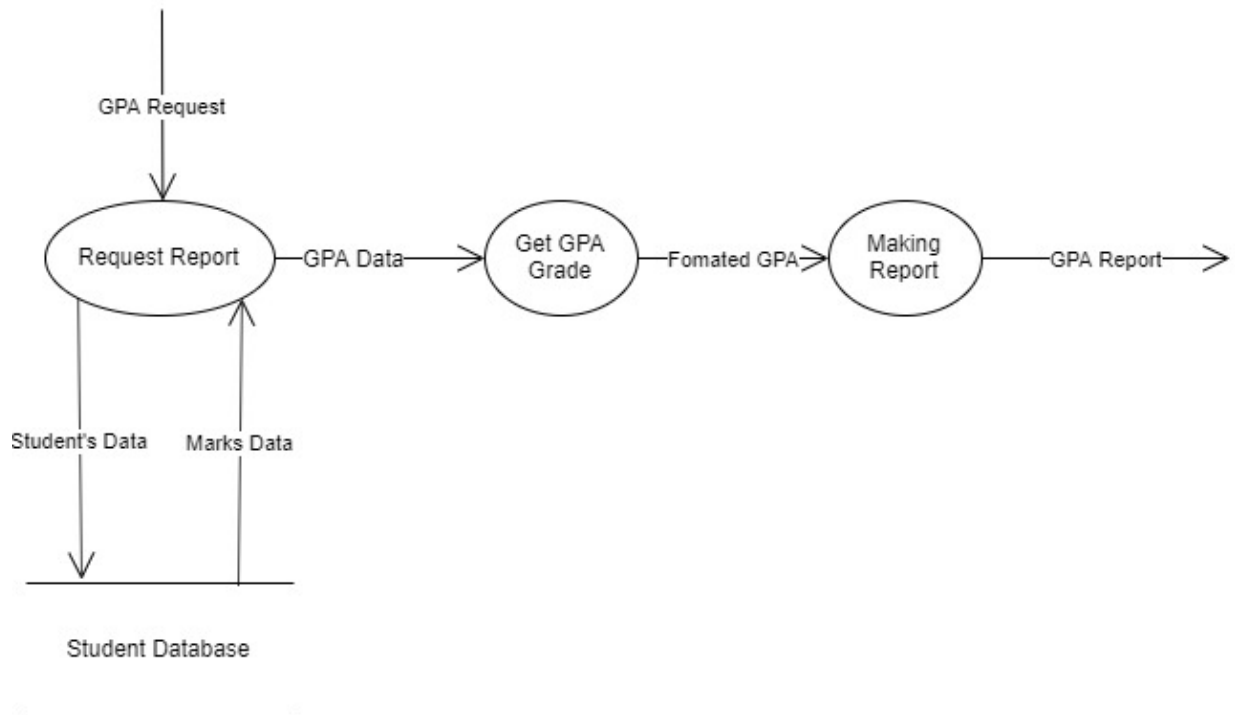 GPA Request
Request Report
GPA Data
Get GPA
Grade
Fomated GPA
Making
Report
GPA Report
Student's Data
Marks Data
Student Database